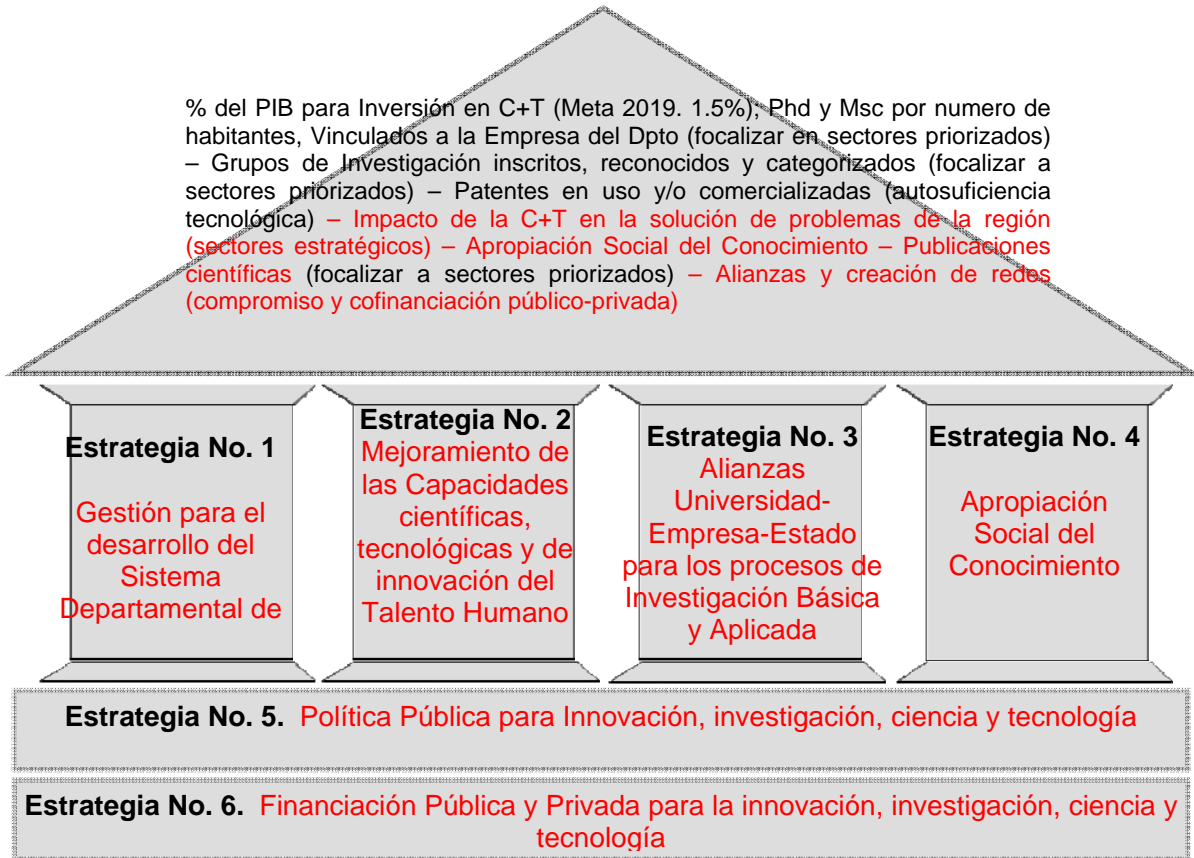 % del PIB para Inversión en C+T (Meta 2019. 1.5%); Phd y Msc por numero de
habitantes, Vinculados a la Empresa del Dpto (focalizar en sectores priorizados)
– Grupos de Investigación inscritos, reconocidos y categorizados (focalizar a
sectores priorizados) – Patentes en uso y/o comercializadas (autosuficiencia
tecnológica) – Impacto de la C+T en la solución de problemas de la región
(sectores estratégicos) – Apropiación Social del Conocimiento – Publicaciones
científicas (focalizar a sectores priorizados) – Alianzas y creación de redes
(compromiso y cofinanciación público-privada)
Estrategia No. 1
Gestión para el
desarrollo del
Sistema
Departamental de
Estrategia No. 2
Mejoramiento de
las Capacidades
científicas,
tecnológicas y de
innovación del
Talento Humano
Estrategia No. 3
Alianzas
Universidad-
Empresa-Estado
para los procesos de
Investigación Básica
y Aplicada
Estrategia No. 4
Apropiación
Social del
Conocimiento
Estrategia No. 5. Política Pública para Innovación, investigación, ciencia y tecnología
Estrategia No. 6. Financiación Pública y Privada para la innovación, investigación, ciencia y
tecnología